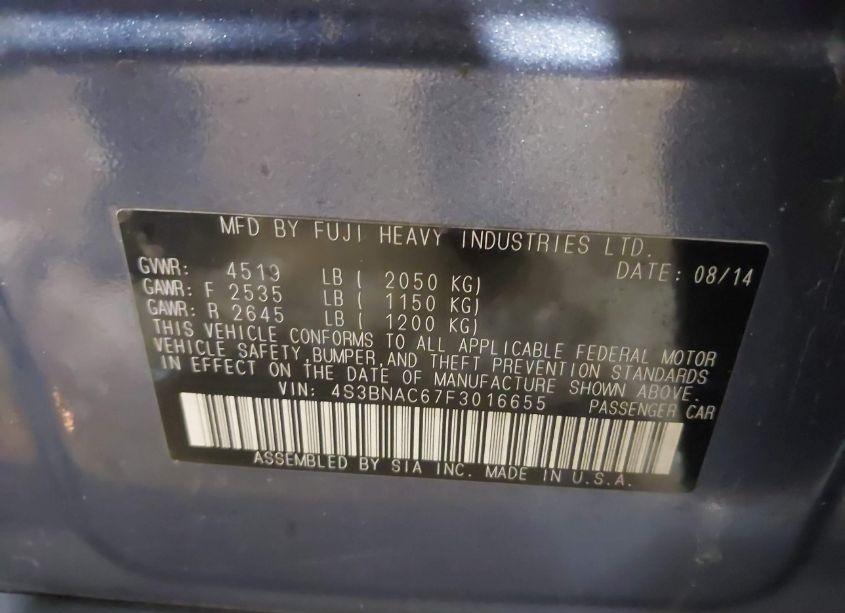 MFD BY FUJI HEAVY INDUSTRIES LTD.
GVWR: 4519 LB ( 2050 KG) DATE: 08/14
GAWR: F 2535 LB ( 1150 KG)
GAWR: R 2645 LB ( 1200 KG)
THIS VEHICLE CONFORMS TO ALL APPLICABLE FEDERAL MOTOR
VEHICLE SAFETY,BUMPER,AND THEFT PREVENTION STANDARDS
IN EFFECT ON THE DATE OF MANUFACTURE SHOWN ABOVE.
VIN: 4S3BNAC67F3016655 PASSENGER CAR
ASSEMBLED BY SIA INC. MADE IN U.S.A.